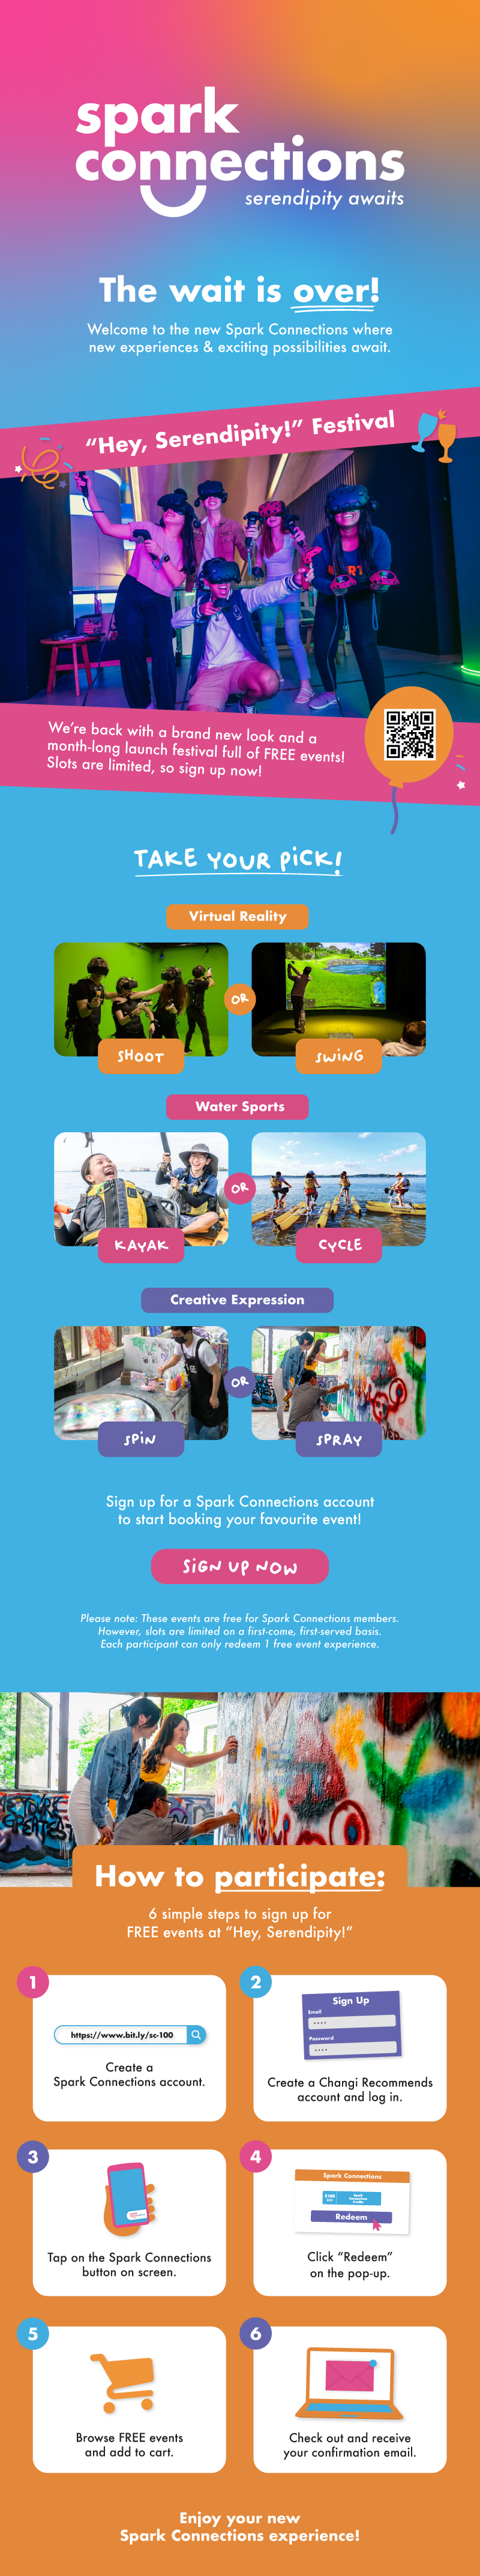 spark
connections
serendipity awaits
The wait is over!
Welcome to the new Spark Connections where
new experiences & exciting possibilities await.
“Hey, Serendipity!” Festival
We’re back with a brand new look and a
month-long launch festival full of FREE events!
Slots are limited, so sign up now!
TAKE YOUR PiCK!
Virtual Reality
SHOOT
OR
SWiNG
Water Sports
KAYAK
OR
CYCLE
Creative Expression
SPiN
OR
SPRAY
Sign up for a Spark Connections account
to start booking your favourite event!
SiGN UP NOW
Please note: These events are free for Spark Connections members.
However, slots are limited on a first-come, first-served basis.
Each participant can only redeem 1 free event experience.
How to participate:
6 simple steps to sign up for
FREE events at “Hey, Serendipity!”
1
https://www.bit.ly/sc-100
Create a
Spark Connections account.
2
Sign Up
Email
Password
Create a Changi Recommends
account and log in.
3
Tap on the Spark Connections
button on screen.
4
Spark Connections
$100
Redeem
Click “Redeem”
on the pop-up.
5
Browse FREE events
and add to cart.
6
Check out and receive
your confirmation email.
Enjoy your new
Spark Connections experience!